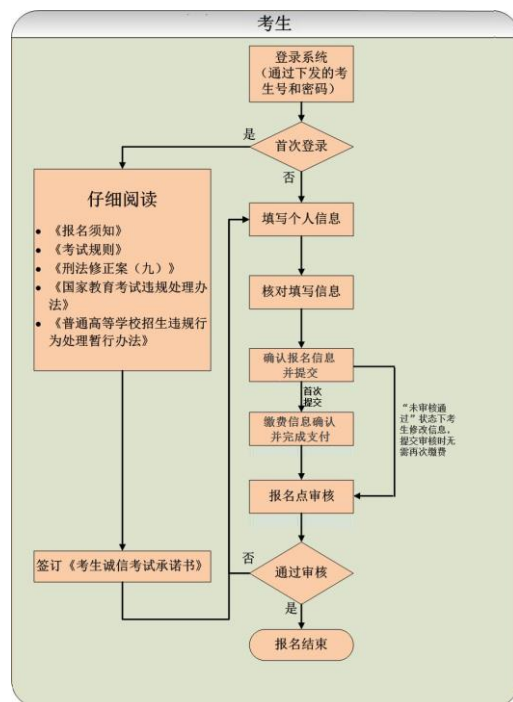 考生
登录系统
（通过下发的考
生号和密码）
是
首次登录
否
仔细阅读
• 《报名须知》
• 《考试规则》
• 《刑法修正案（九）》
• 《国家教育考试违规处理办
法》
• 《普通高等学校招生违规行
为处理暂行办法》
填写个人信息
核对填写信息
确认报名信息
并提交
首次
提交
“未审核通
过”状态下考
生修改信息，
提交审核时无
需再次缴费
缴费信息确认
并完成支付
报名点审核
签订《考生诚信考试承诺书》
否
通过审核
是
报名结束